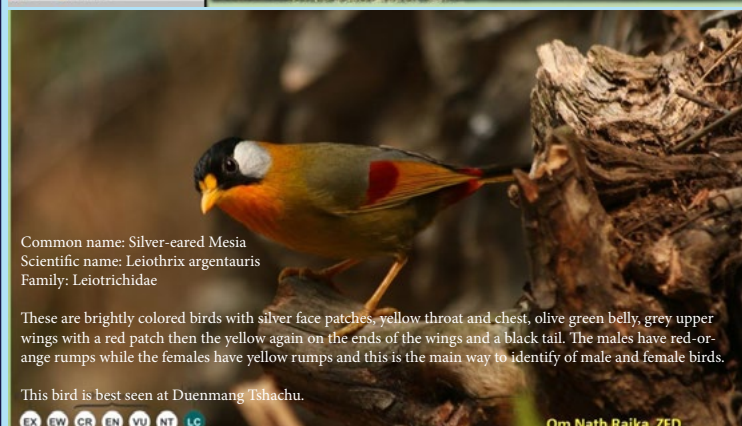 Common name: Silver-eared Mesia
Scientific name: Leiothrix argentauris
Family: Leiotrichidae
These are brightly colored birds with silver face patches, yellow throat and chest, olive green belly, grey upper
wings with a red patch then the yellow again on the ends of the wings and a black tail. The males have red-or-
ange rumps while the females have yellow rumps and this is the main way to identify of male and female birds.
This bird is best seen at Duenmang Tshachu.
EX EW CR EN VU NT LC
Om Nath Rajka, ZFD